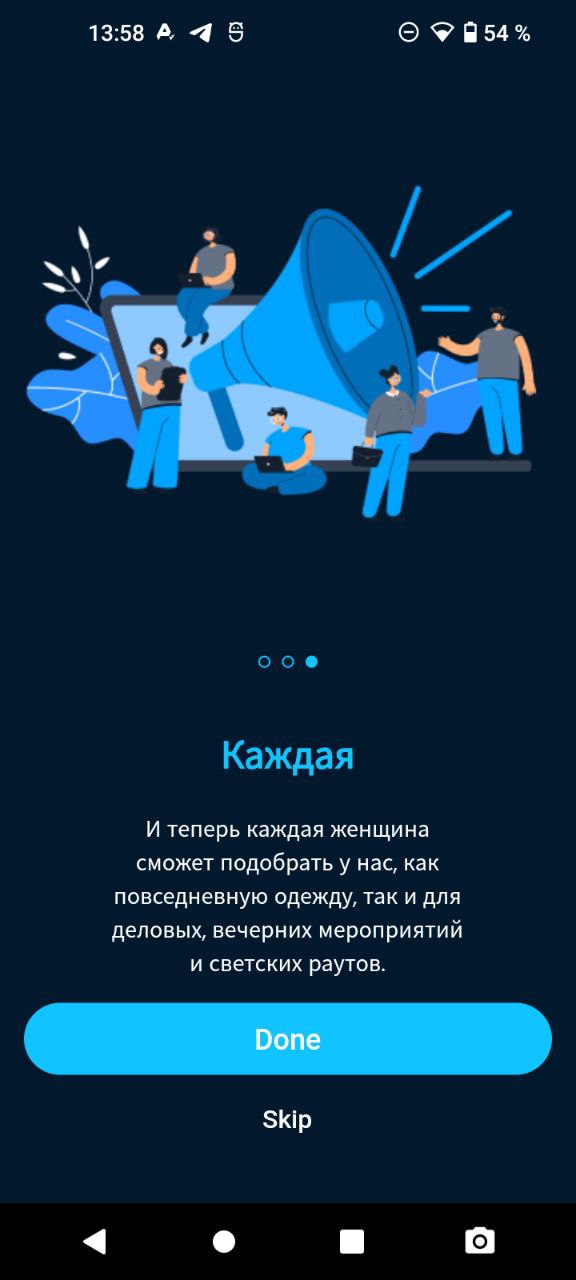 13:58 54 %
Каждая
И теперь каждая женщина
сможет подобрать у нас, как
повседневную одежду, так и для
деловых, вечерних мероприятий
и светских раутов.
Done
Skip